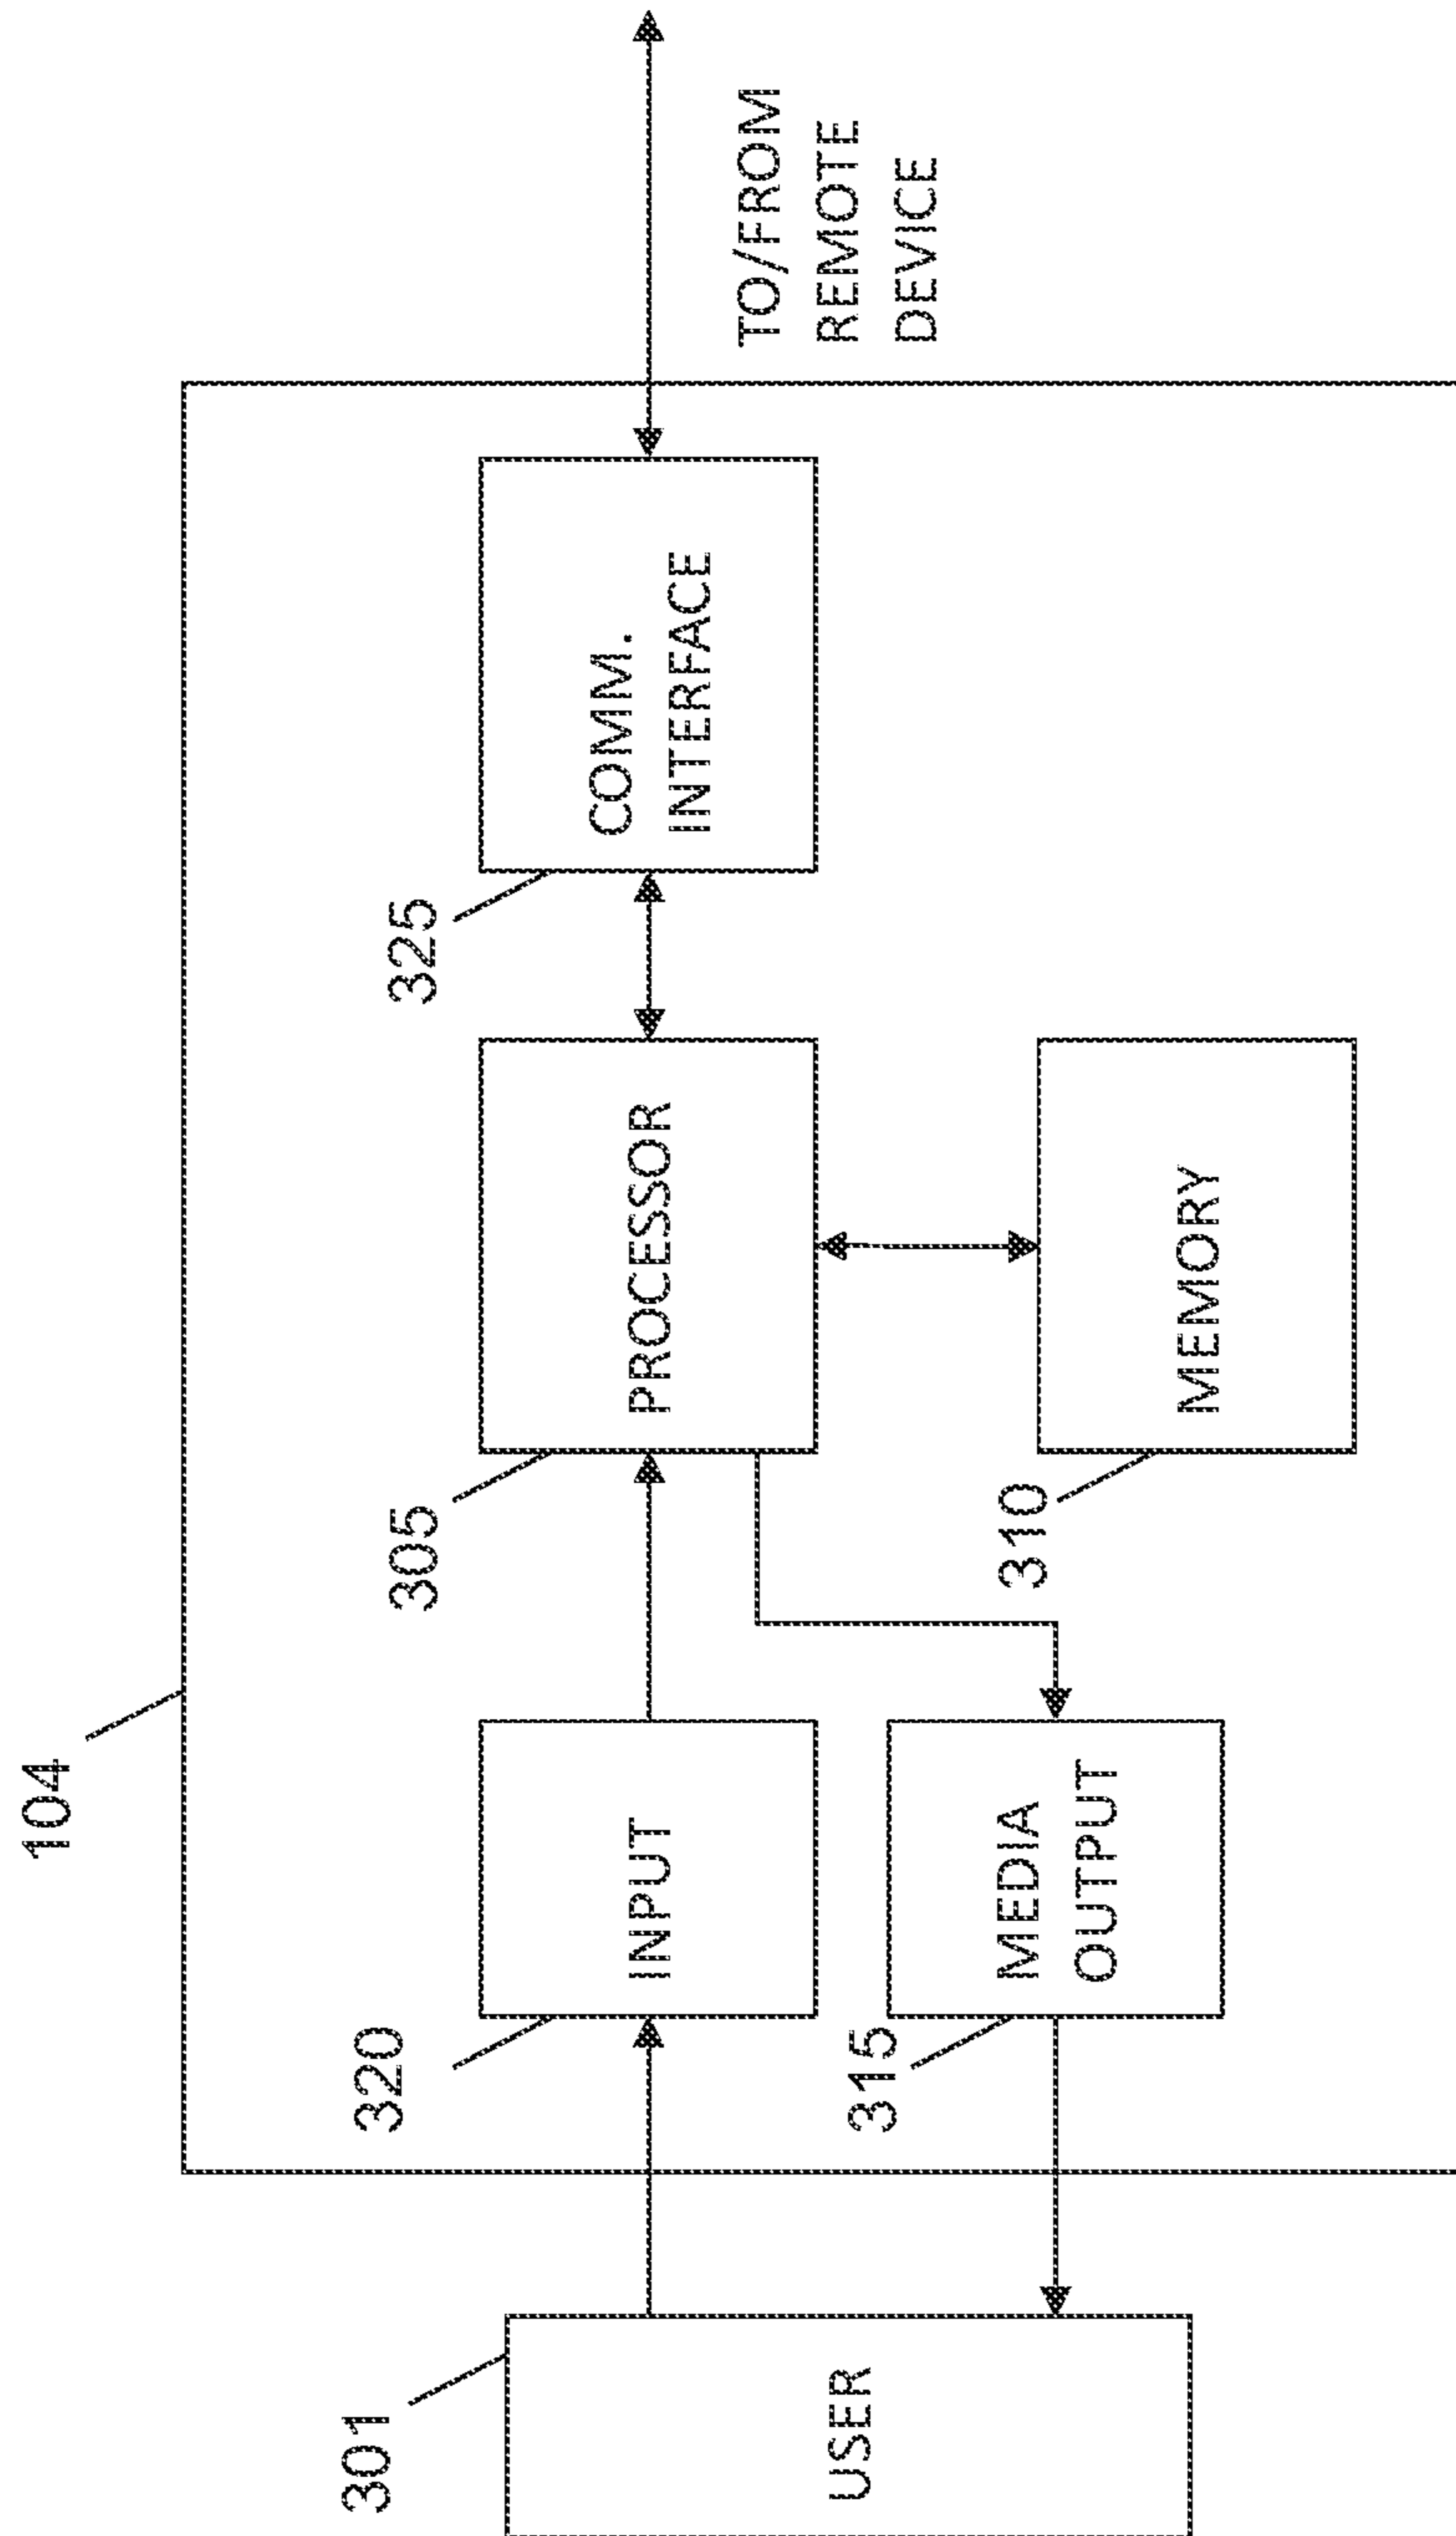 104
301
USER
320
INPUT
315
MEDIA
OUTPUT
305
PROCESSOR
310
MEMORY
325
COMM.
INTERFACE
TO/FROM
REMOTE
DEVICE